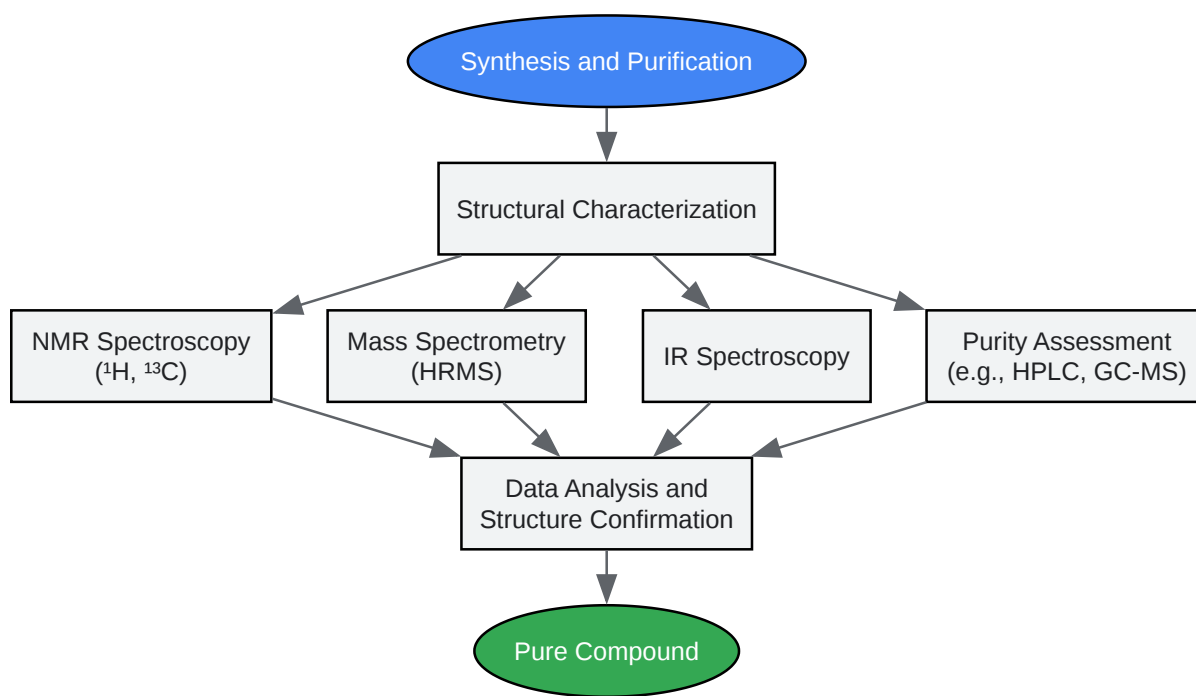 Synthesis and Purification
Structural Characterization
NMR Spectroscopy
(¹H, ¹³C)
Mass Spectrometry
(HRMS)
IR Spectroscopy
Purity Assessment
(e.g., HPLC, GC-MS)
Data Analysis and
Structure Confirmation
Pure Compound